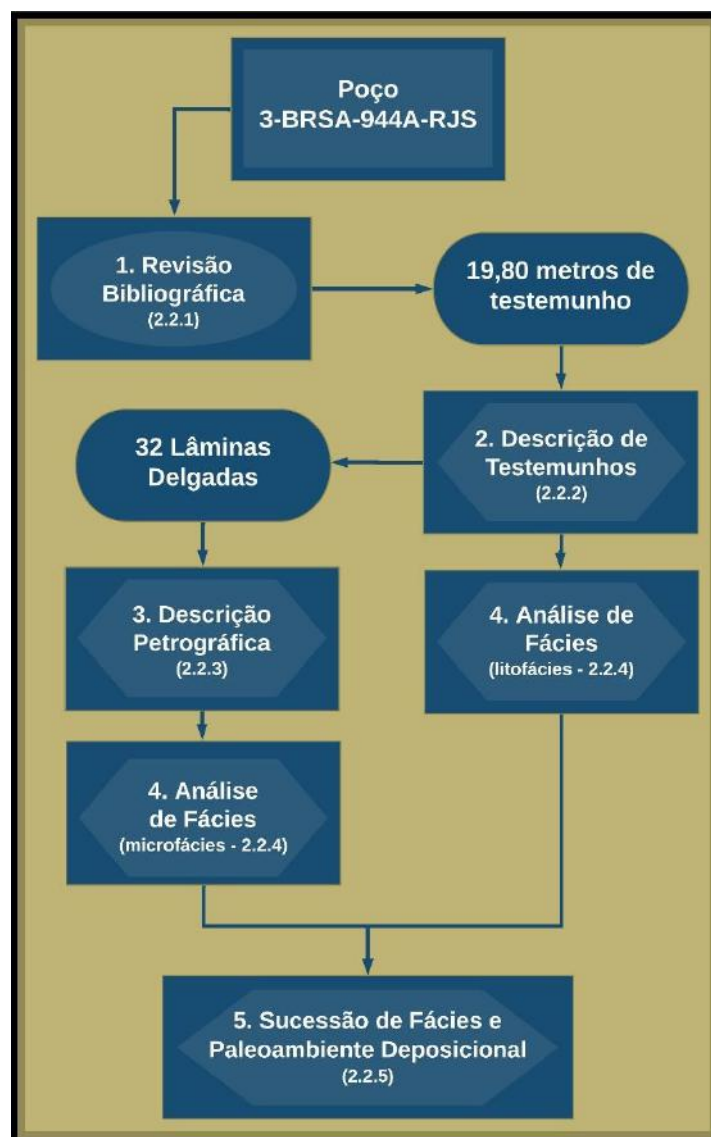 Poço
3-BRSA-944A-RJS
1. Revisão
Bibliográfica
(2.2.1)
19,80 metros de
testemunho
2. Descrição de
Testemunhos
(2.2.2)
32 Lâminas
Delgadas
3. Descrição
Petrográfica
(2.2.3)
4. Análise de
Fácies
(litofácies - 2.2.4)
4. Análise
de Fácies
(microfácies - 2.2.4)
5. Sucessão de Fácies e
Paleoambiente Deposicional
(2.2.5)